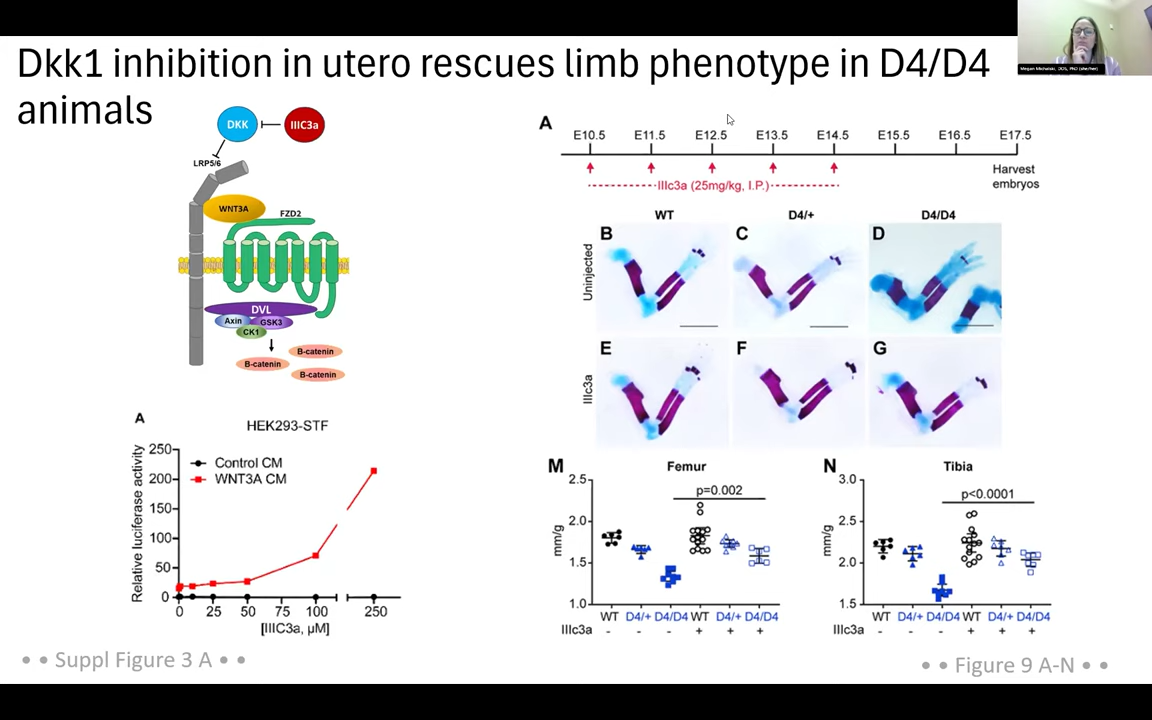 Dkk1 inhibition in utero rescues limb phenotype in D4/D4
animals
Megan Michalski, DDS, PhD (she/her)
DKK
IIIC3a
LRP5/6
WNT3A
FZD2
DVL
Axin
GSK3
CK1
B-catenin
B-catenin
B-catenin
A
HEK293-STF
Relative luciferase activity
250
200
150
100
50
0
Control CM
WNT3A CM
0 25 50 75 100 250
[IIIC3a, µM]
• • Suppl Figure 3 A • •
A
E10.5 E11.5 E12.5 E13.5 E14.5 E15.5 E16.5 E17.5
IIIc3a (25mg/kg, I.P.)
Harvest
embryos
WT D4/+ D4/D4
Uninjected
B C D
IIIc3a
E F G
M
Femur
p=0.002
mm/g
2.5
2.0
1.5
1.0
WT D4/+ D4/D4 WT D4/+ D4/D4
IIIc3a - - - + + +
N
Tibia
p<0.0001
mm/g
3.0
2.5
2.0
1.5
WT D4/+ D4/D4 WT D4/+ D4/D4
IIIc3a - - - + + +
• • Figure 9 A-N • •